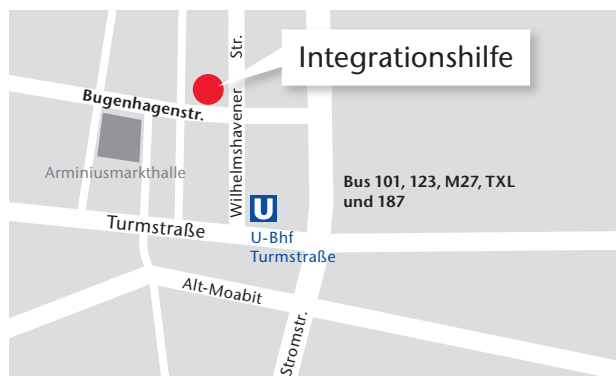 Integrationshilfe
Wilhelmshavener Str.
Bugenhagenstr.
Arminiusmarkthalle
Bus 101, 123, M27, TXL
und 187
U
U-Bhf
Turmstraße
Turmstraße
Alt-Moabit
Stromstr.